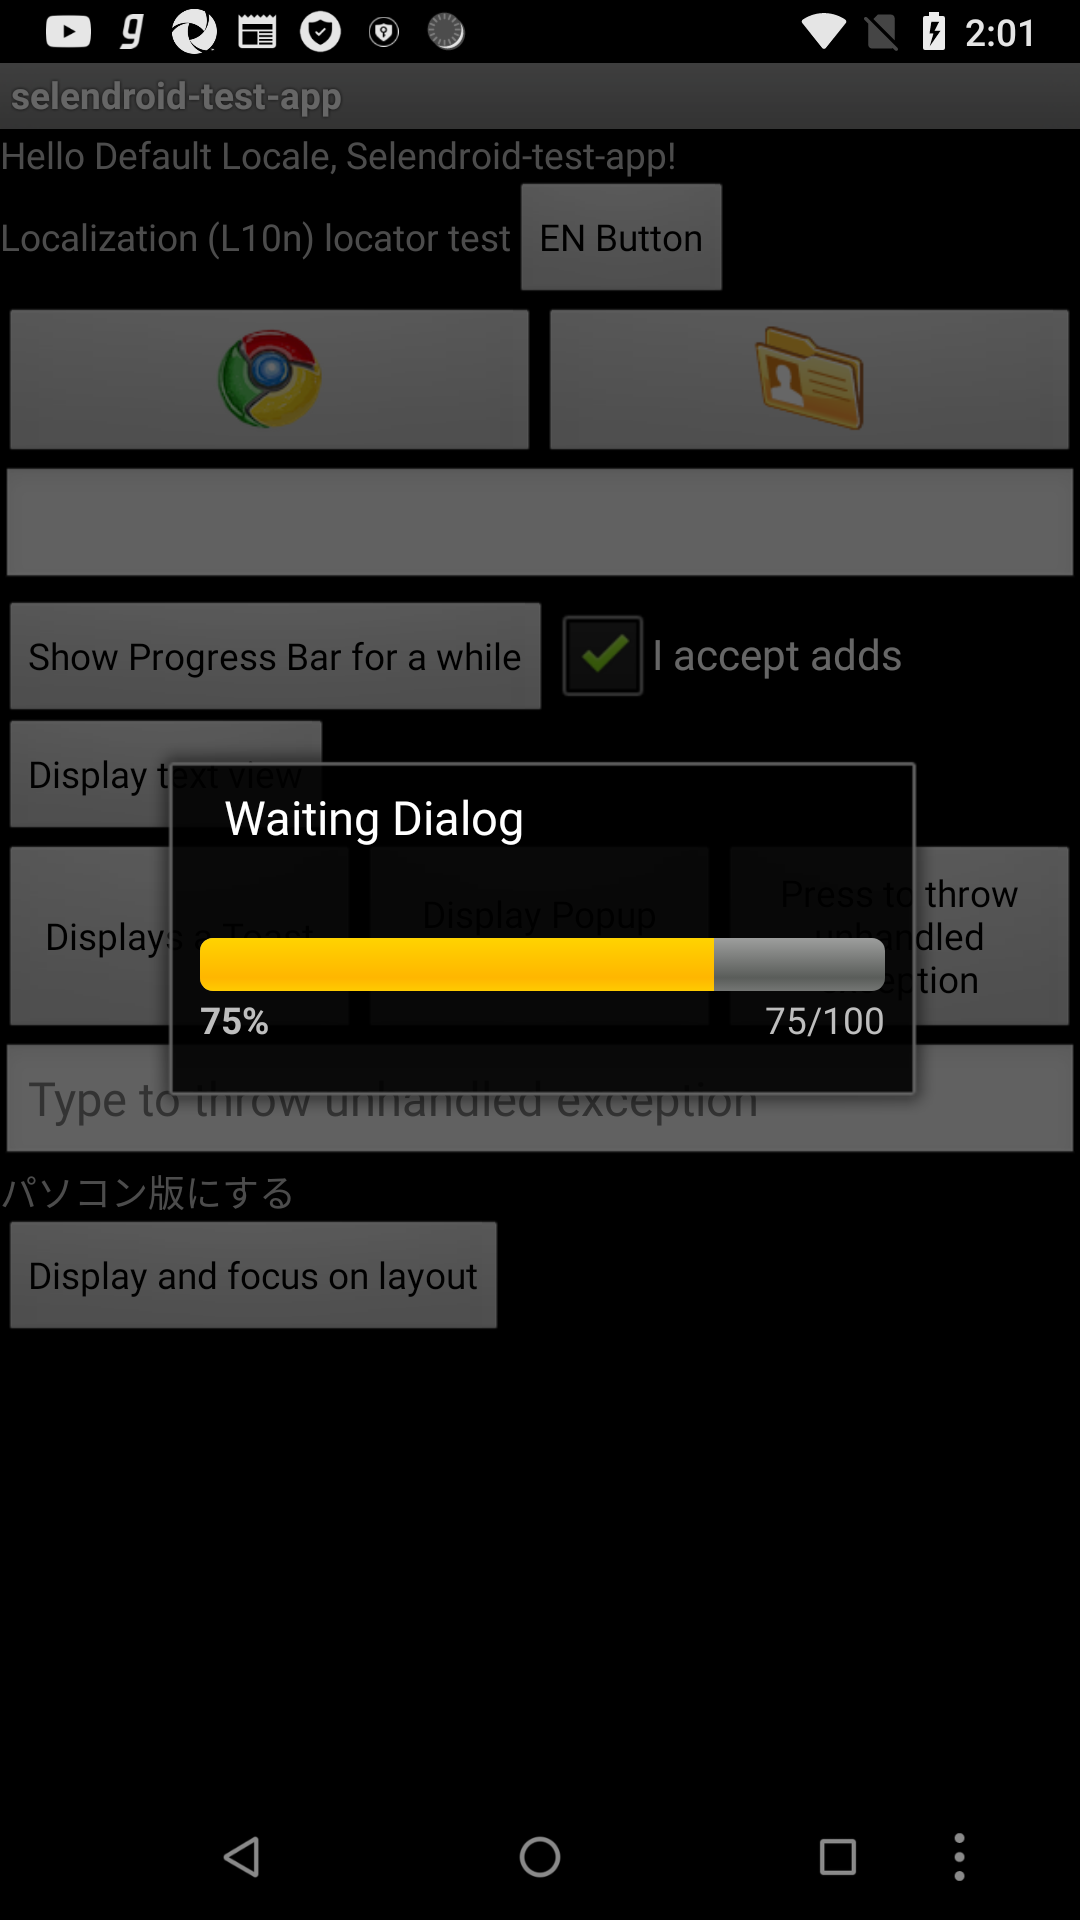 2:01
selendroid-test-app
Hello Default Locale, Selendroid-test-app!
Localization (L10n) locator test
EN Button
Show Progress Bar for a while
I accept adds
Display text view
Waiting Dialog
Displays a Toast
Display Popup
Press to throw
unhandled
exception
75%
75/100
Type to throw unhandled exception
パソコン版にする
Display and focus on layout